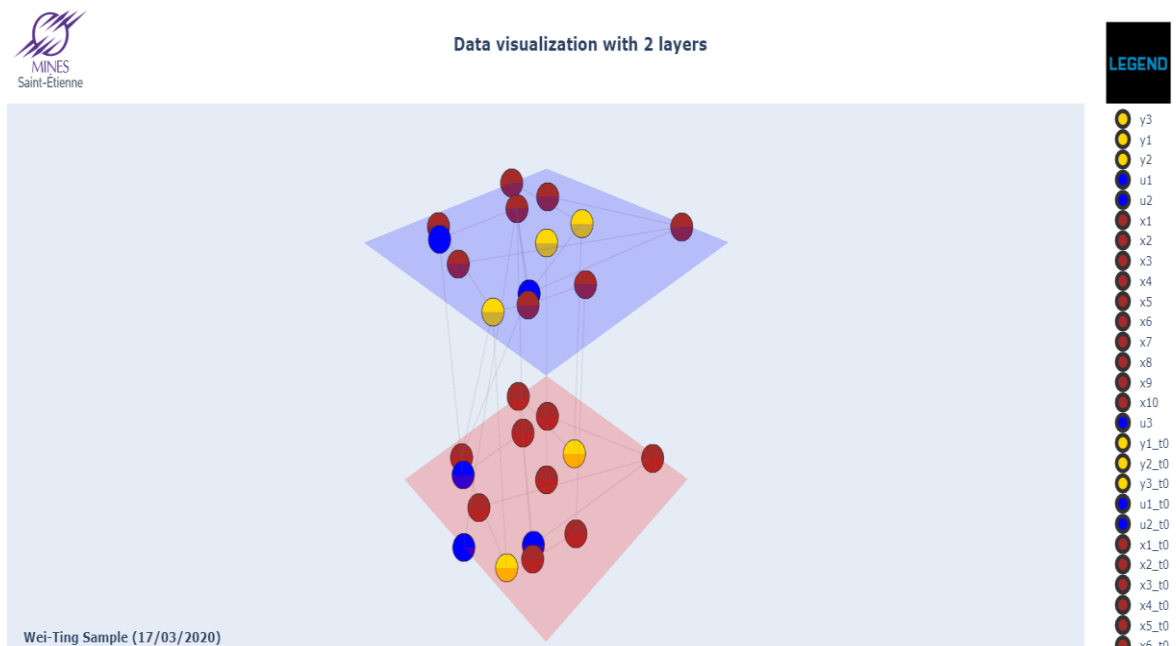 MINES
Saint-Étienne
Data visualization with 2 layers
LEGEND
y3
y1
y2
u1
u2
x1
x2
x3
x4
x5
x6
x7
x8
x9
x10
u3
y1_t0
y2_t0
y3_t0
u1_t0
u2_t0
x1_t0
x2_t0
x3_t0
x4_t0
x5_t0
x6_t0
Wei-Ting Sample (17/03/2020)